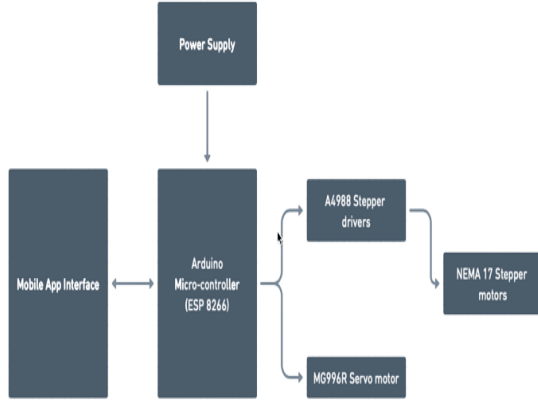 Power Supply
Mobile App Interface
Arduino
Micro-controller
(ESP 8266)
A4988 Stepper
drivers
NEMA 17 Stepper
motors
MG996R Servo motor